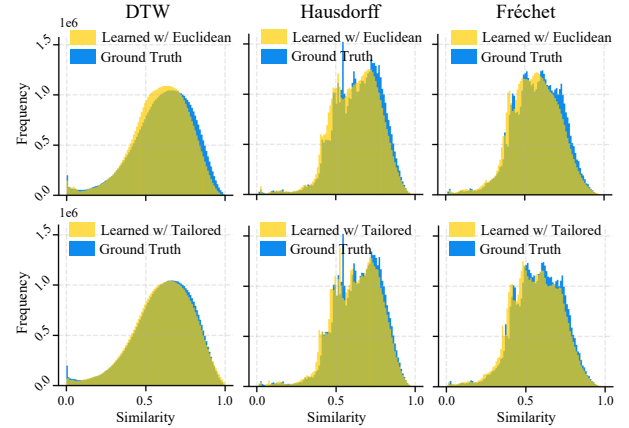 DTW
Hausdorff
Fréchet
1e6
1.5
1.0
0.5
0.0
Frequency
Learned w/ Euclidean
Ground Truth
Learned w/ Euclidean
Ground Truth
Learned w/ Euclidean
Ground Truth
1e6
1.5
1.0
0.5
0.0
Frequency
Learned w/ Tailored
Ground Truth
Learned w/ Tailored
Ground Truth
Learned w/ Tailored
Ground Truth
0.0 0.5 1.0
0.0 0.5 1.0
0.0 0.5 1.0
Similarity
Similarity
Similarity